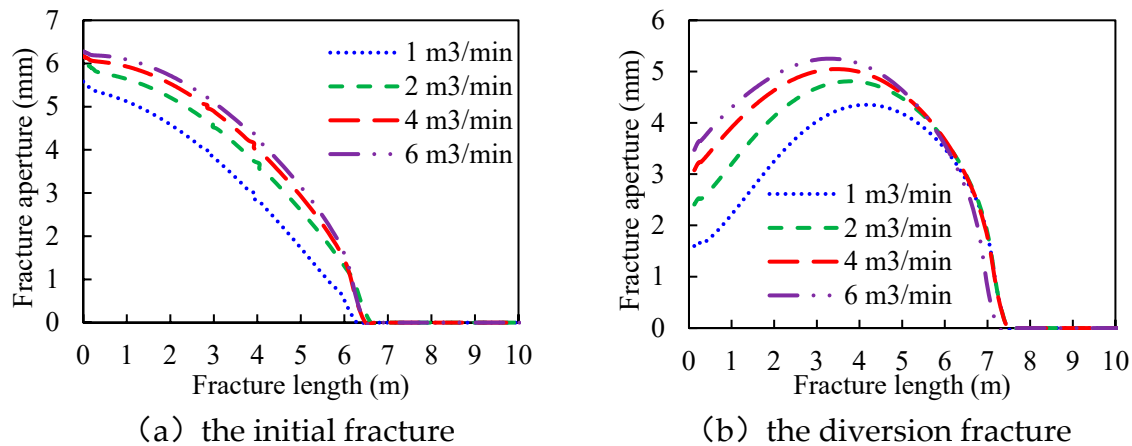 7
6
5
4
3
2
1
0
Fracture aperture (mm)
1 m3/min
2 m3/min
4 m3/min
6 m3/min
0 1 2 3 4 5 6 7 8 9 10
Fracture length (m)
（a）the initial fracture
6
5
4
3
2
1
0
Fracture aperture (mm)
1 m3/min
2 m3/min
4 m3/min
6 m3/min
0 1 2 3 4 5 6 7 8 9 10
Fracture length (m)
（b）the diversion fracture